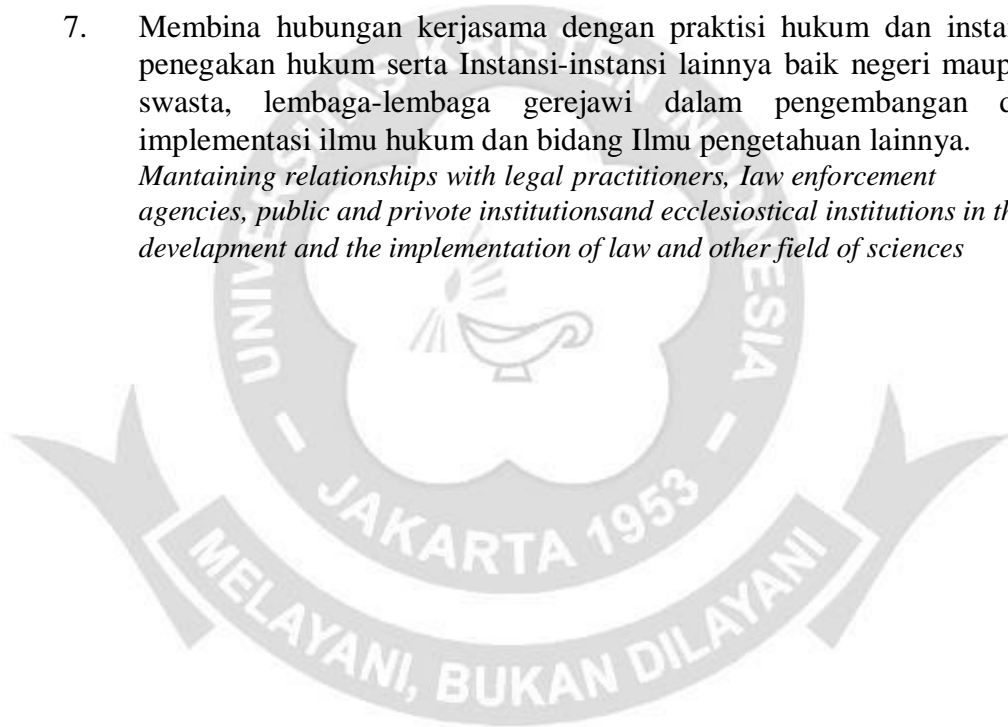 7. Membina hubungan kerjasama dengan praktisi hukum dan insta
penegakan hukum serta Instansi-instansi lainnya baik negeri maup
swasta, lembaga-lembaga gerejawi dalam pengembangan d
implementasi ilmu hukum dan bidang Ilmu pengetahuan lainnya.
Mantaining relationships with legal practitioners, Iaw enforcement
agencies, public and privote institutionsand ecclesiostical institutions in th
develapment and the implementation of law and other field of sciences
UNIVERSITAS KRISTEN INDONESIA
- JAKARTA 1953 -
MELAYANI, BUKAN DILAYANI